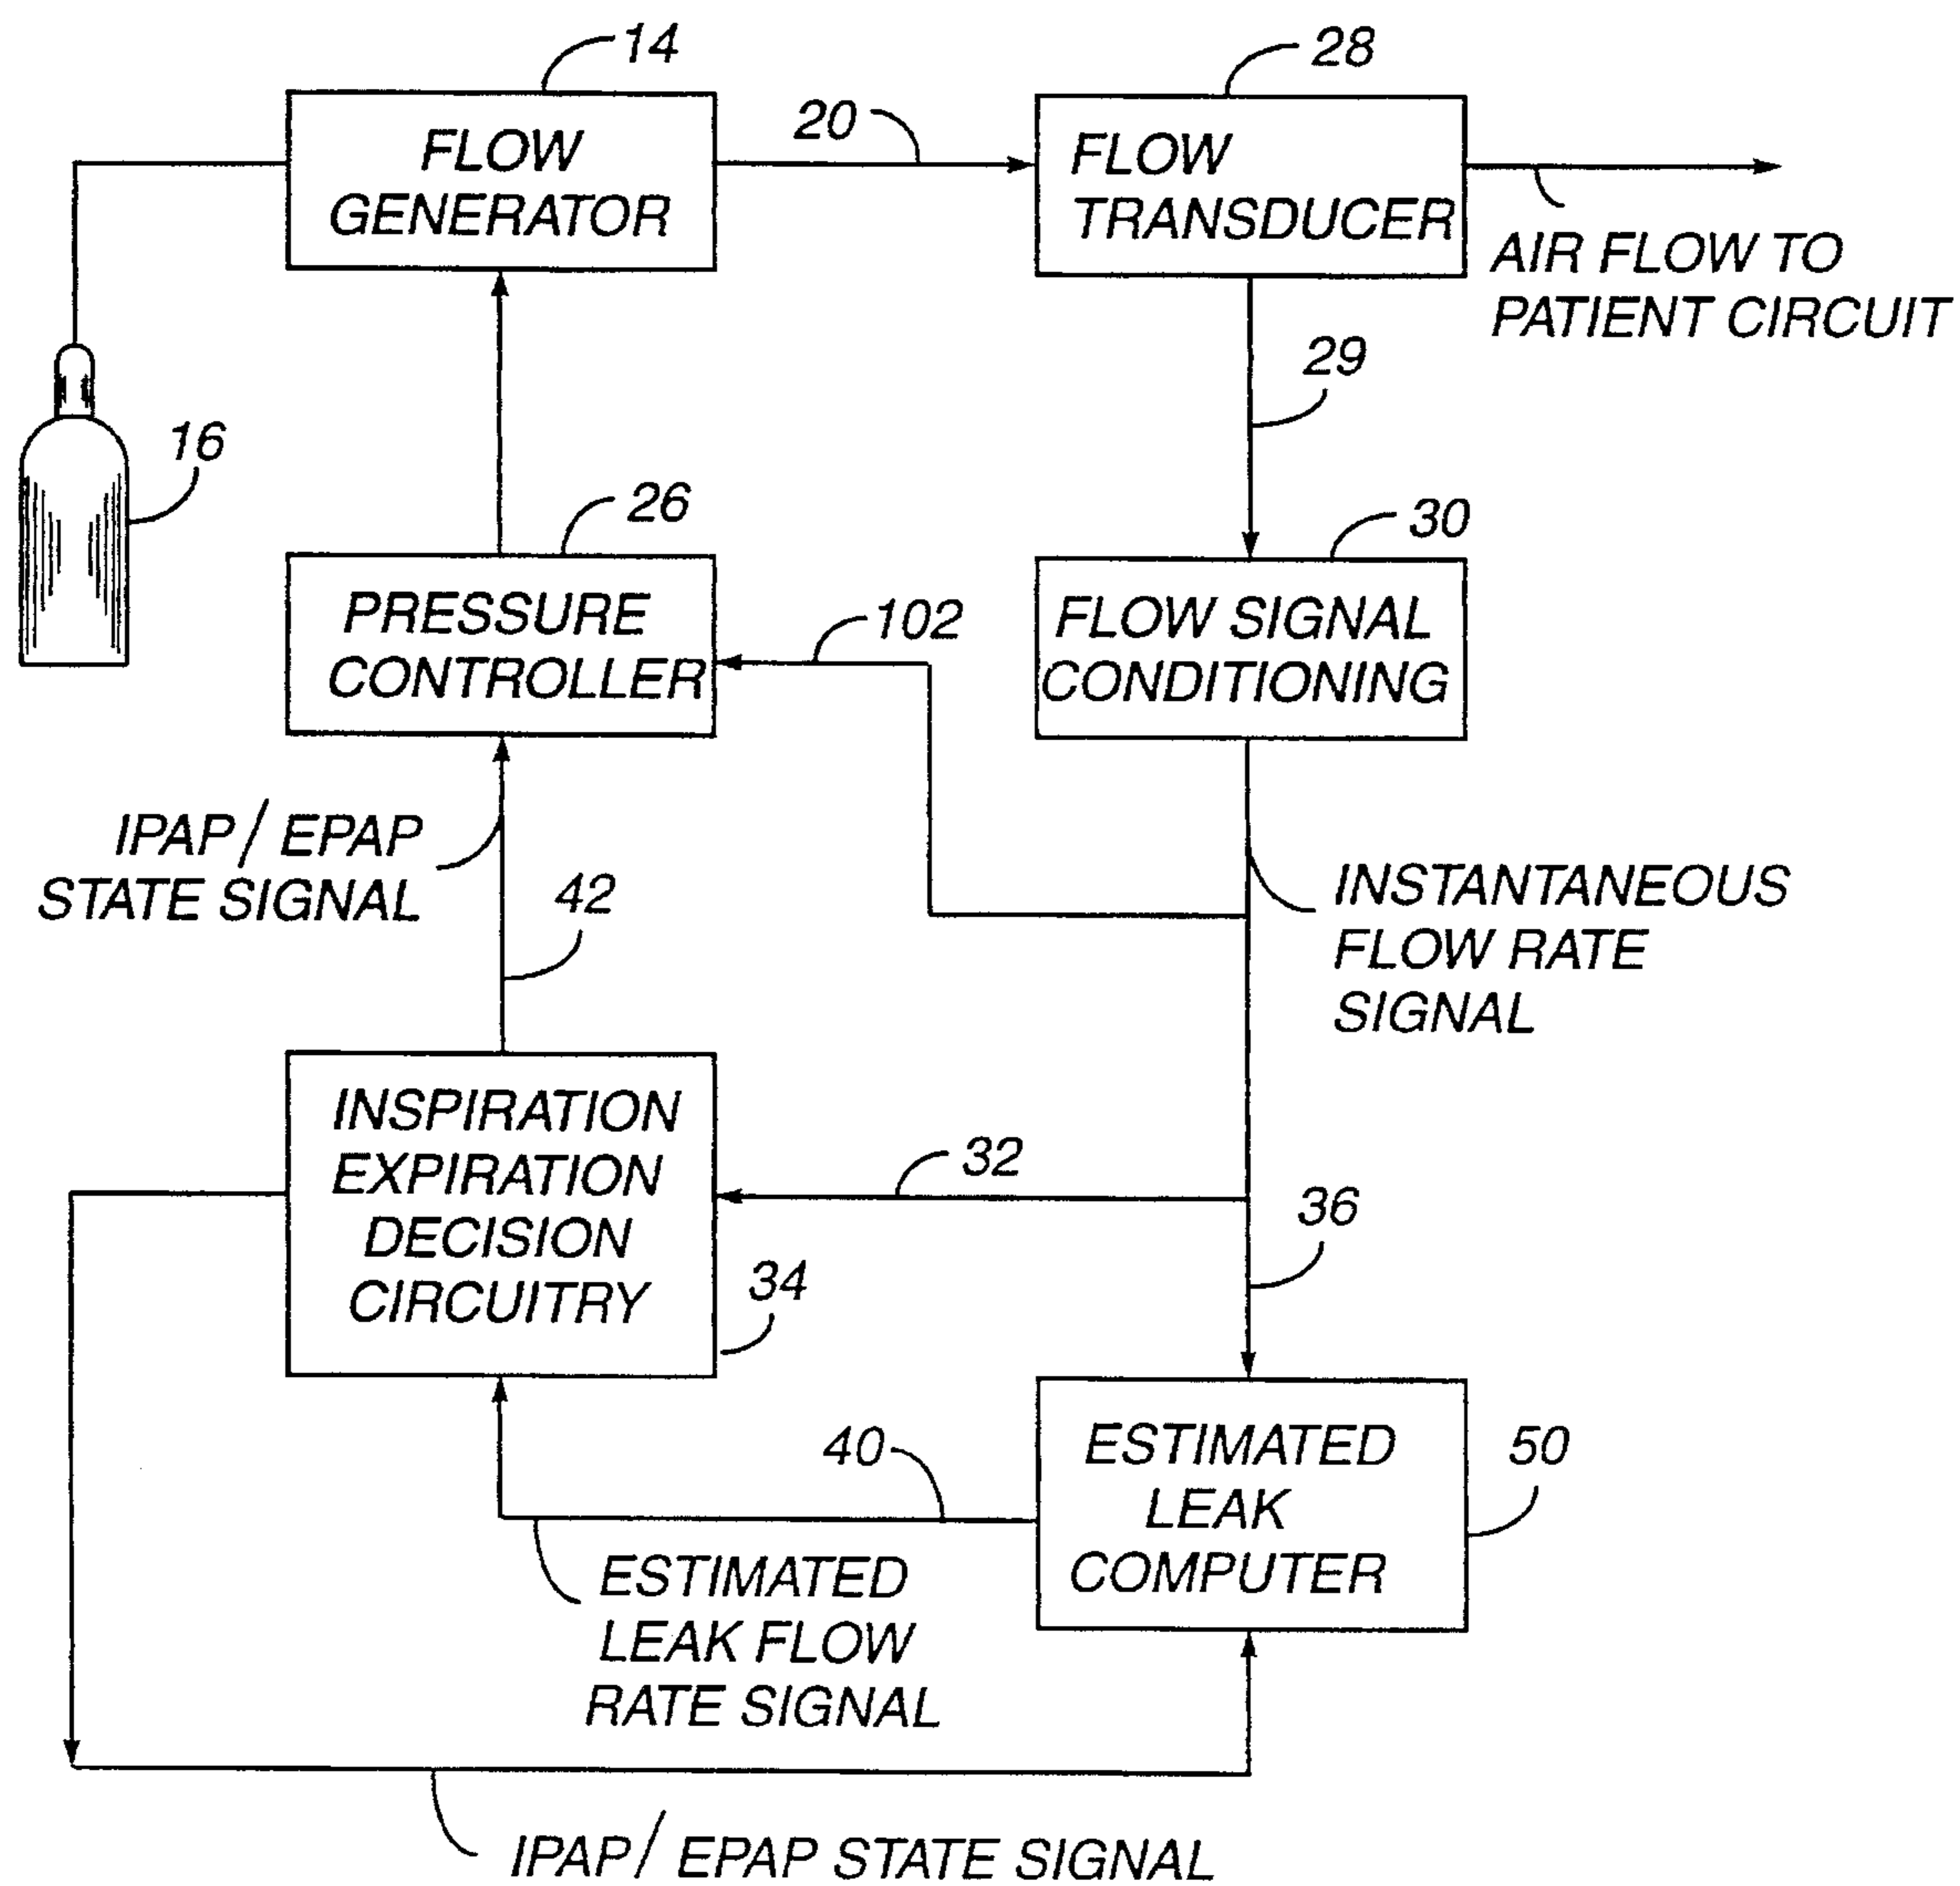 14
28
20
FLOW
GENERATOR
FLOW
TRANSDUCER
AIR FLOW TO
PATIENT CIRCUIT
29
16
26
30
PRESSURE
CONTROLLER
102
FLOW SIGNAL
CONDITIONING
IPAP/ EPAP
STATE SIGNAL
42
INSTANTANEOUS
FLOW RATE
SIGNAL
INSPIRATION
EXPIRATION
DECISION
CIRCUITRY
32
36
34
40
ESTIMATED
LEAK
COMPUTER
50
ESTIMATED
LEAK FLOW
RATE SIGNAL
IPAP/ EPAP STATE SIGNAL